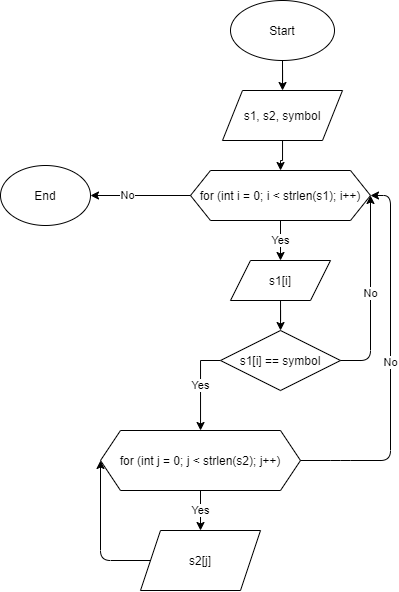 Start
s1, s2, symbol
for (int i = 0; i < strlen(s1); i++)
No
End
Yes
s1[i]
No
s1[i] == symbol
No
Yes
for (int j = 0; j < strlen(s2); j++)
Yes
s2[j]